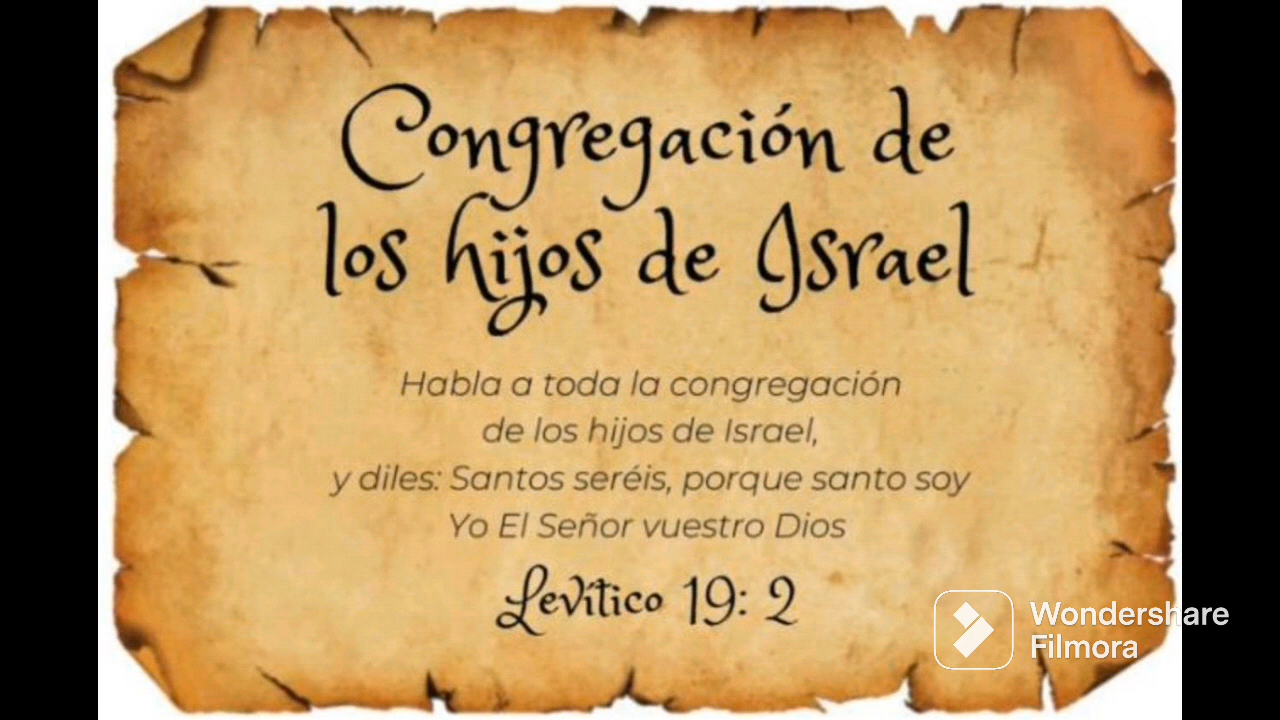 Congregación de
los hijos de Israel
Habla a toda la congregación
de los hijos de Israel,
y diles: Santos seréis, porque santo soy
Yo El Señor vuestro Dios
Levítico 19: 2
Wondershare
Filmora